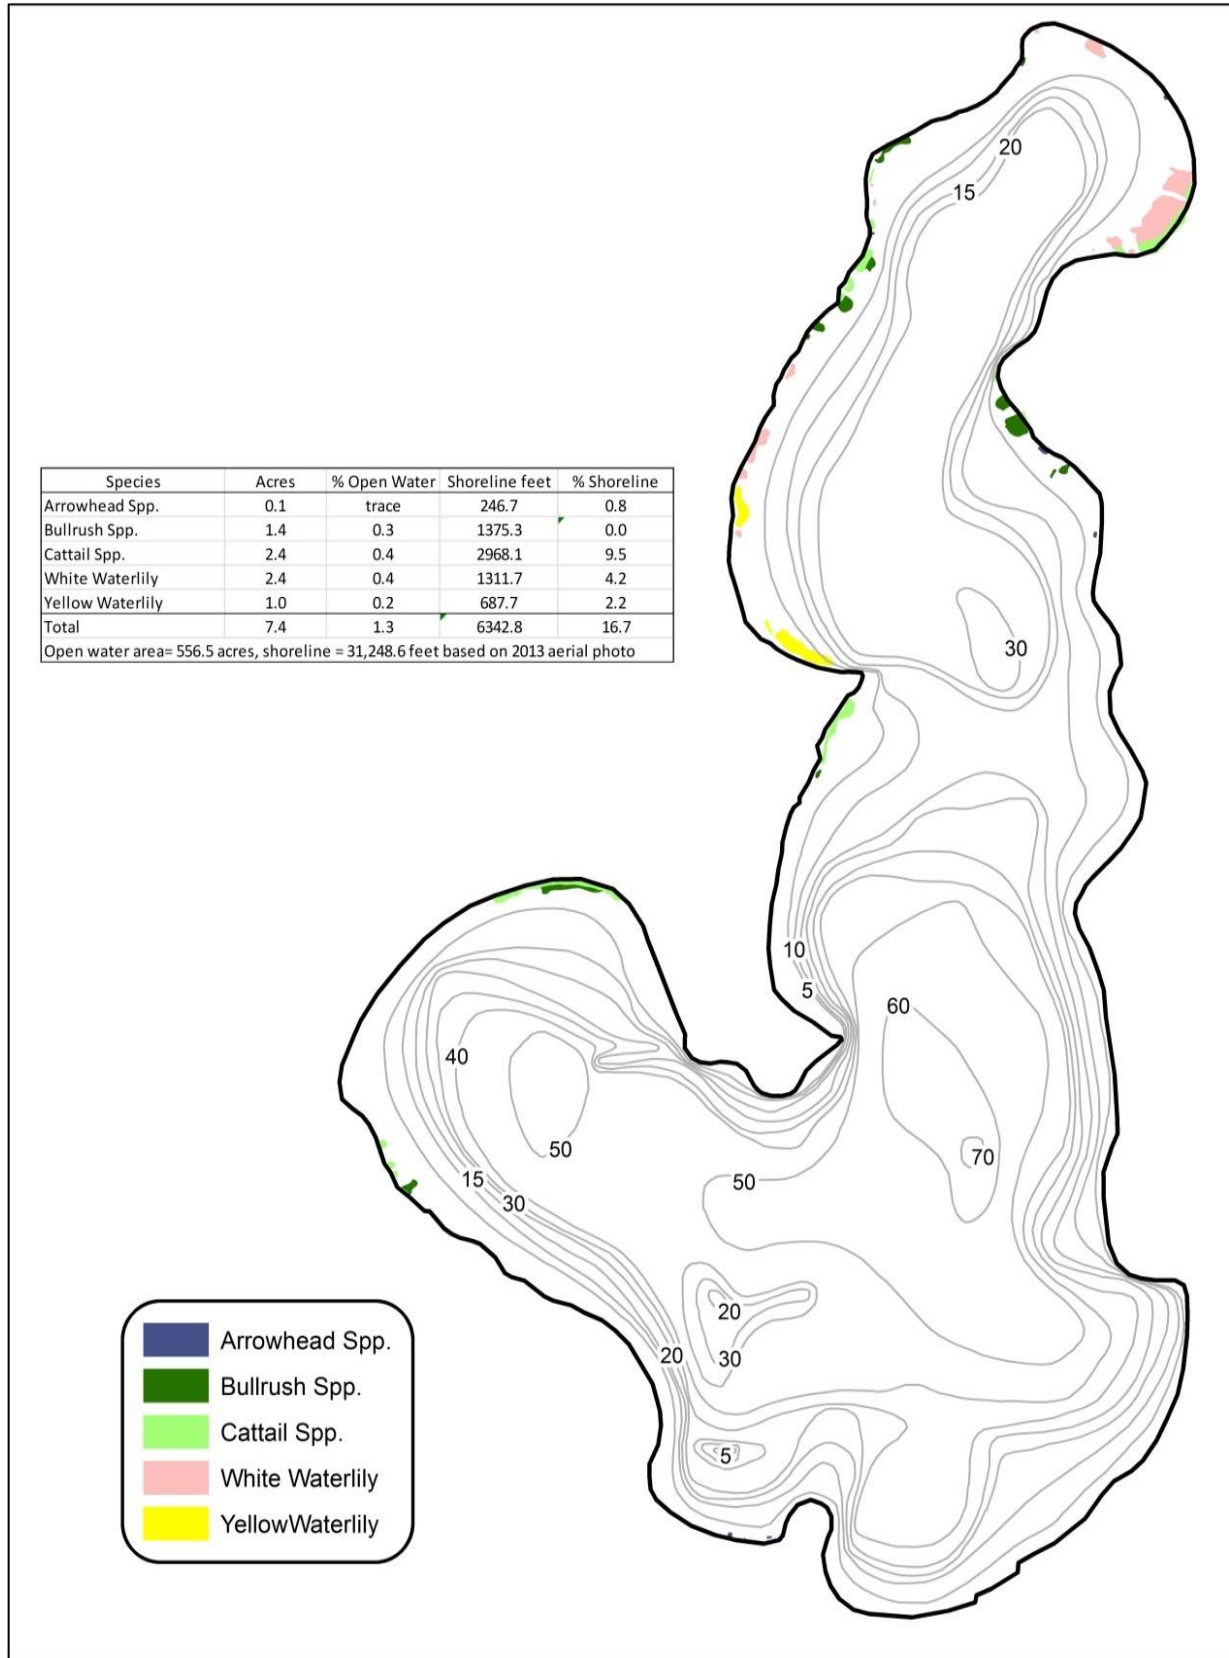 20
15
Species Acres % Open Water Shoreline feet % Shoreline
Arrowhead Spp. 0.1 trace 246.7 0.8
Bullrush Spp. 1.4 0.3 1375.3 0.0
Cattail Spp. 2.4 0.4 2968.1 9.5
White Waterlily 2.4 0.4 1311.7 4.2
Yellow Waterlily 1.0 0.2 687.7 2.2
Total 7.4 1.3 6342.8 16.7
Open water area= 556.5 acres, shoreline = 31,248.6 feet based on 2013 aerial photo
30
10
5
60
40
50
70
15
50
30
20
30
20
5
Arrowhead Spp.
Bullrush Spp.
Cattail Spp.
White Waterlily
YellowWaterlily